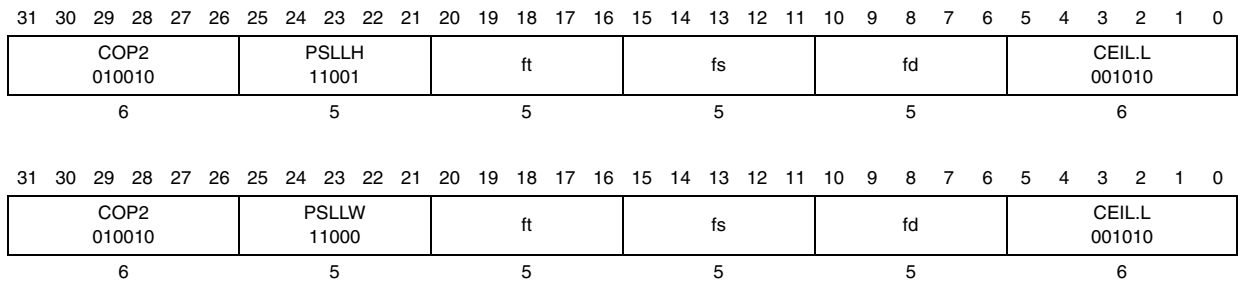 31 30 29 28 27 26 25 24 23 22 21 20 19 18 17 16 15 14 13 12 11 10 9 8 7 6 5 4 3 2 1 0
COP2 PSLLH ft fs fd CEIL.L
010010 11001 001010
6 5 5 5 5 6
31 30 29 28 27 26 25 24 23 22 21 20 19 18 17 16 15 14 13 12 11 10 9 8 7 6 5 4 3 2 1 0
COP2 PSLLW ft fs fd CEIL.L
010010 11000 001010
6 5 5 5 5 6